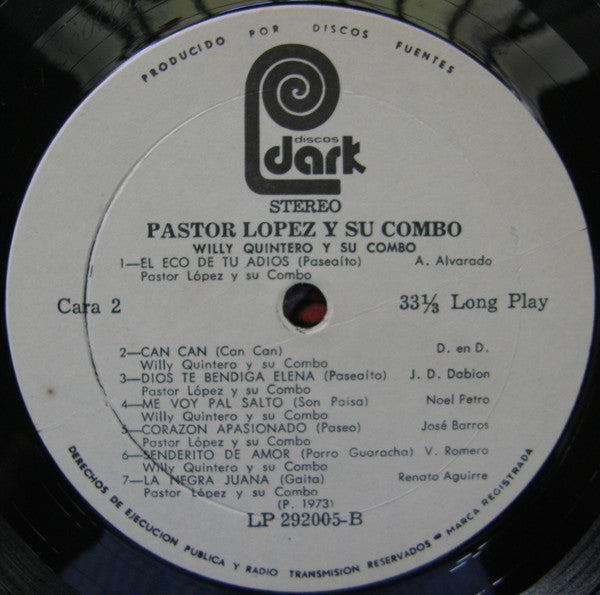 PRODUCIDO POR DISCOS FUENTES
discos
dark
STEREO
PASTOR LOPEZ Y SU COMBO
WILLY QUINTERO Y SU COMBO
1—EL ECO DE TU ADIOS (Paseaíto) A. Alvarado
Pastor López y su Combo
Cara 2 33⅓ Long Play
2—CAN CAN (Can Can) D. en D.
Willy Quintero y su Combo
3—DIOS TE BENDIGA ELENA (Paseaíto) J. D. Dabion
Pastor López y su Combo
4—ME VOY PAL SALTO (Son Paisa) Noel Petro
Willy Quintero y su Combo
5—CORAZON APASIONADO (Paseo) José Barros
Pastor López y su Combo
6—SENDERITO DE AMOR (Porro Guaracha) V. Romero
Willy Quintero y su Combo
7—LA NEGRA JUANA (Gaita) Renato Aguirre
Pastor López y su Combo
(P. 1973)
LP 292005-B
DERECHOS DE EJECUCION PUBLICA Y RADIO TRANSMISION RESERVADOS - MARCA REGISTRADA